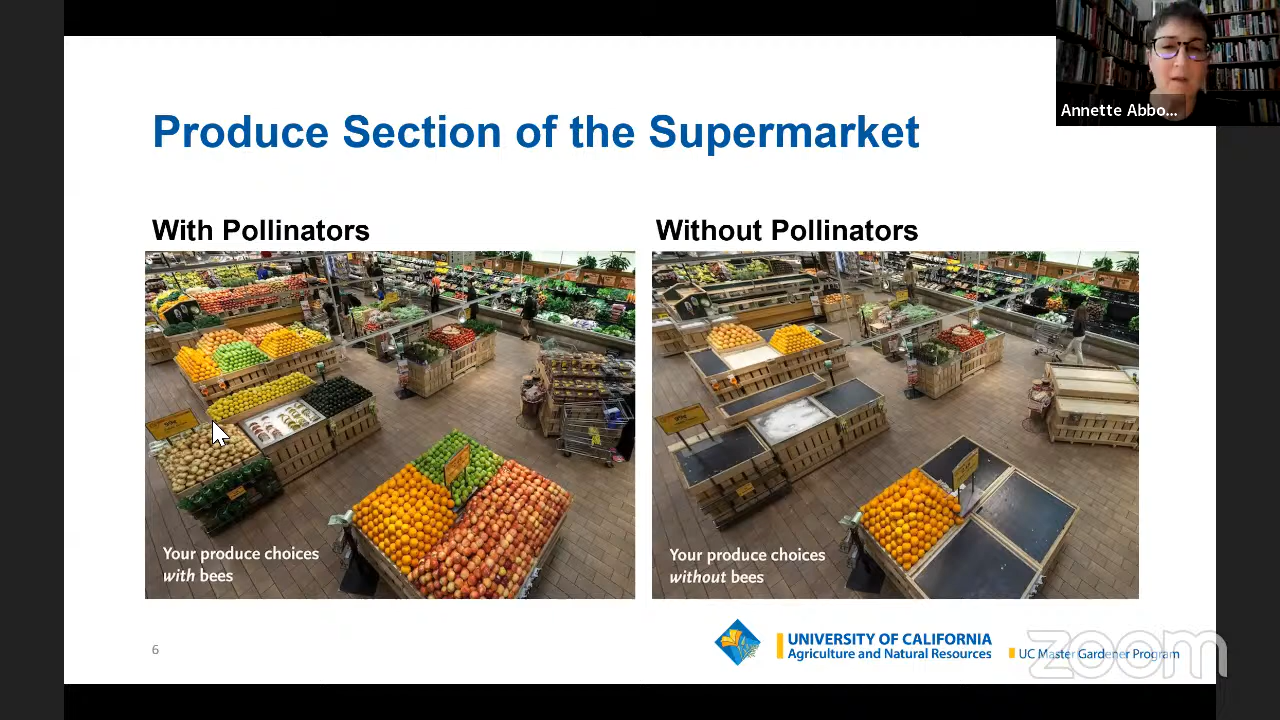 Annette Abbo...
Produce Section of the Supermarket
With Pollinators
Without Pollinators
Your produce choices
with bees
Your produce choices
without bees
6
UNIVERSITY OF CALIFORNIA
Agriculture and Natural Resources
UC Master Gardener Program
zoom